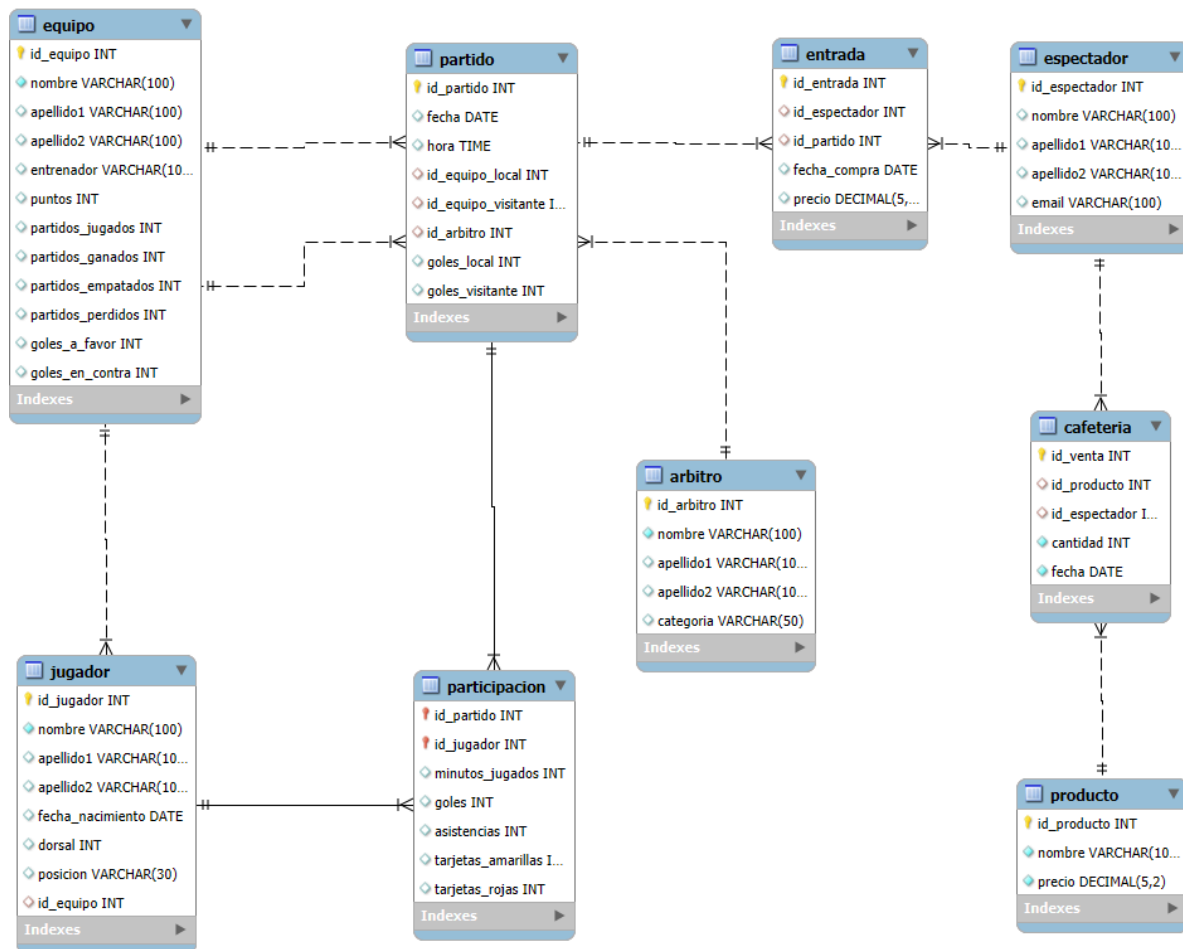 equipo
id_equipo INT
nombre VARCHAR(100)
apellido1 VARCHAR(100)
apellido2 VARCHAR(100)
entrenador VARCHAR(10...
puntos INT
partidos_jugados INT
partidos_ganados INT
partidos_empatados INT
partidos_perdidos INT
goles_a_favor INT
goles_en_contra INT
Indexes
partido
id_partido INT
fecha DATE
hora TIME
id_equipo_local INT
id_equipo_visitante I...
id_arbitro INT
goles_local INT
goles_visitante INT
Indexes
entrada
id_entrada INT
id_espectador INT
id_partido INT
fecha_compra DATE
precio DECIMAL(5,...
Indexes
espectador
id_espectador INT
nombre VARCHAR(100)
apellido1 VARCHAR(10...
apellido2 VARCHAR(10...
email VARCHAR(100)
Indexes
cafeteria
id_venta INT
id_producto INT
id_espectador I...
cantidad INT
fecha DATE
Indexes
arbitro
id_arbitro INT
nombre VARCHAR(100)
apellido1 VARCHAR(10...
apellido2 VARCHAR(10...
categoria VARCHAR(50)
Indexes
jugador
id_jugador INT
nombre VARCHAR(100)
apellido1 VARCHAR(10...
apellido2 VARCHAR(10...
fecha_nacimiento DATE
dorsal INT
posicion VARCHAR(30)
id_equipo INT
Indexes
participacion
id_partido INT
id_jugador INT
minutos_jugados INT
goles INT
asistencias INT
tarjetas_amarillas I...
tarjetas_rojas INT
Indexes
producto
id_producto INT
nombre VARCHAR(10...
precio DECIMAL(5,2)
Indexes